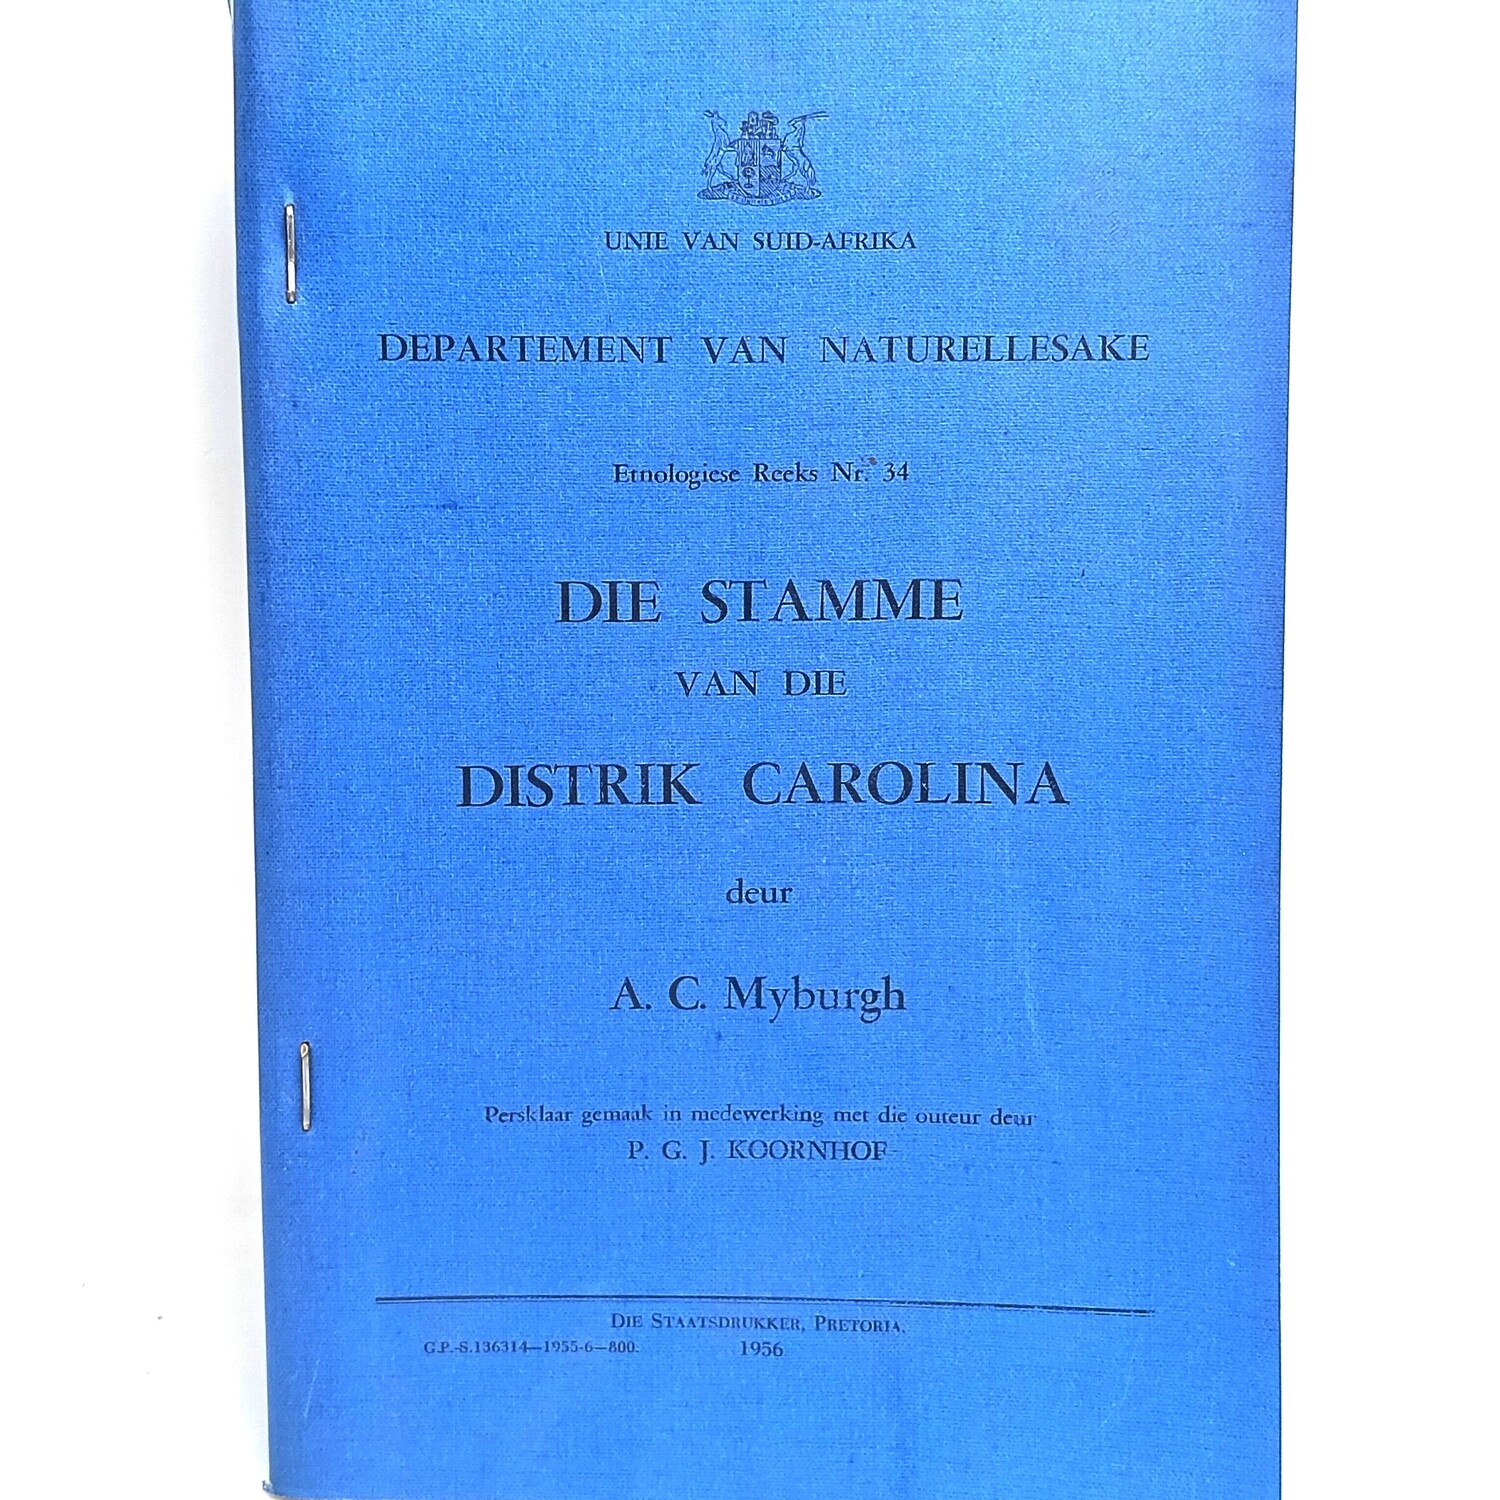 UNIE VAN SUID-AFRIKA
DEPARTEMENT VAN NATURELLESAKE
Etnologiese Reeks Nr. 34
DIE STAMME
VAN DIE
DISTRIK CAROLINA
deur
A. C. Myburgh
Persklaar gemaak in medewerking met die outeur deur
P. G. J. KOORNHOF
DIE STAATSDRUKKER, PRETORIA.
G.P.-S.136314—1955-6—800. 1956